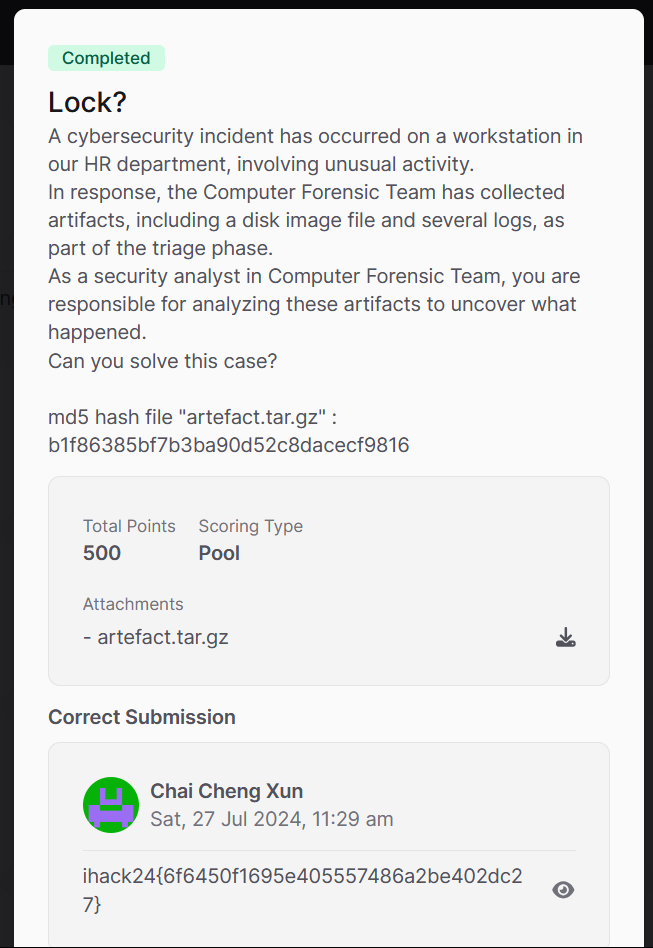 Completed
Lock?
A cybersecurity incident has occurred on a workstation in
our HR department, involving unusual activity.
In response, the Computer Forensic Team has collected
artifacts, including a disk image file and several logs, as
part of the triage phase.
As a security analyst in Computer Forensic Team, you are
responsible for analyzing these artifacts to uncover what
happened.
Can you solve this case?
md5 hash file "artefact.tar.gz" :
b1f86385bf7b3ba90d52c8dacecf9816
Total Points Scoring Type
500 Pool
Attachments
- artefact.tar.gz
Correct Submission
Chai Cheng Xun
Sat, 27 Jul 2024, 11:29 am
ihack24{6f6450f1695e405557486a2be402dc2
7}